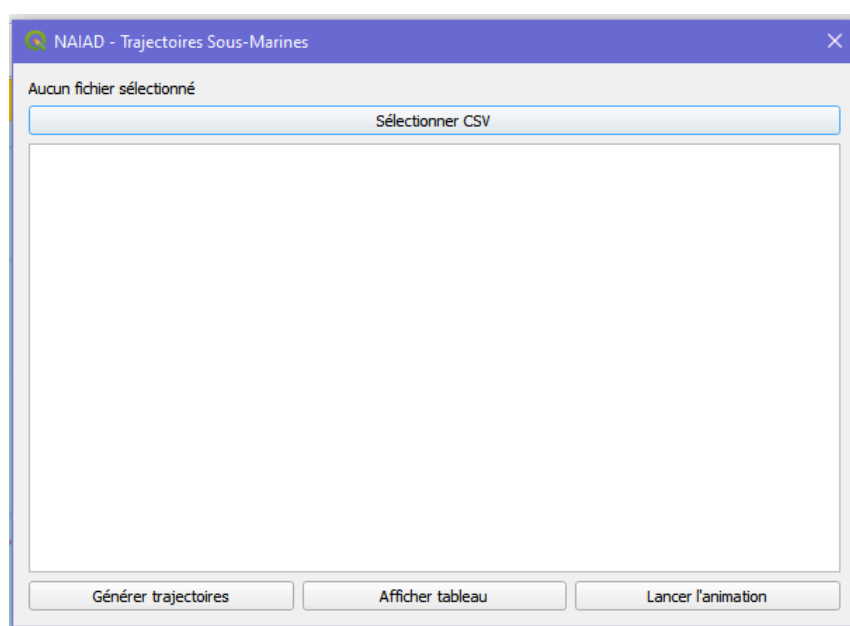 NAIAD - Trajectoires Sous-Marines
Aucun fichier sélectionné
Sélectionner CSV
Générer trajectoires
Afficher tableau
Lancer l'animation